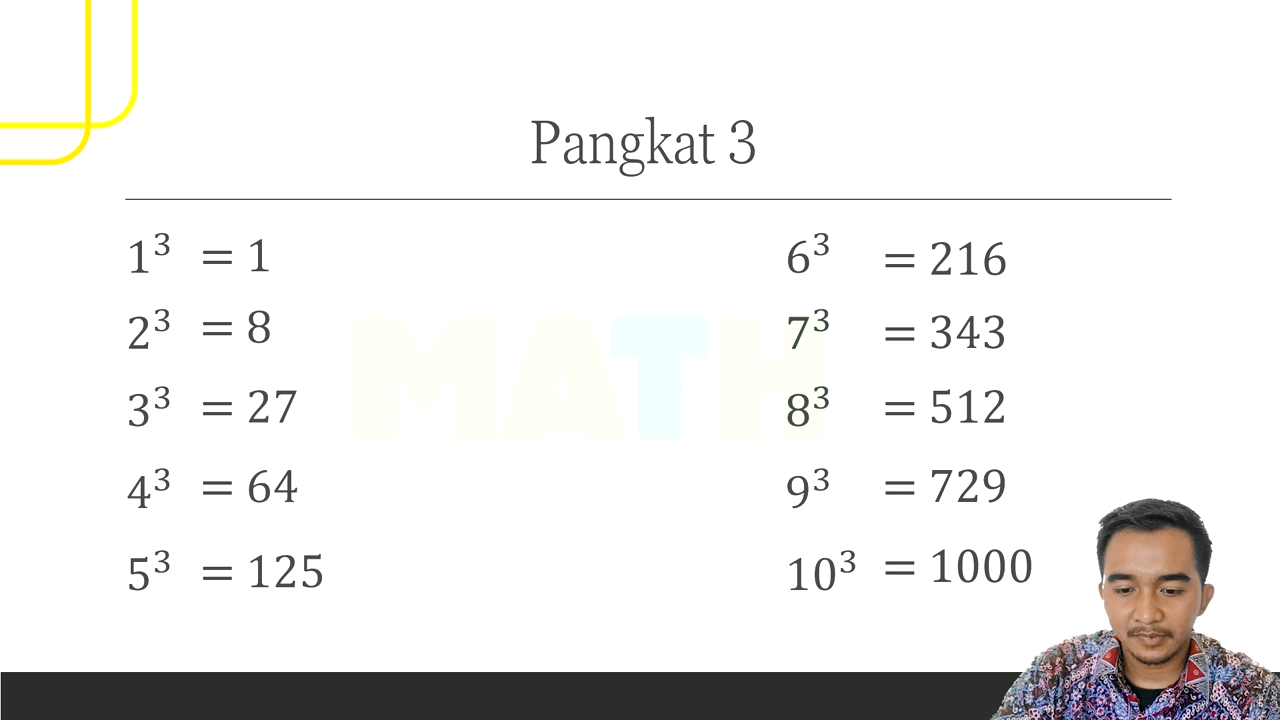 Pangkat 3
1³ = 1
2³ = 8
3³ = 27
4³ = 64
5³ = 125
6³ = 216
7³ = 343
8³ = 512
9³ = 729
10³ = 1000
MATH